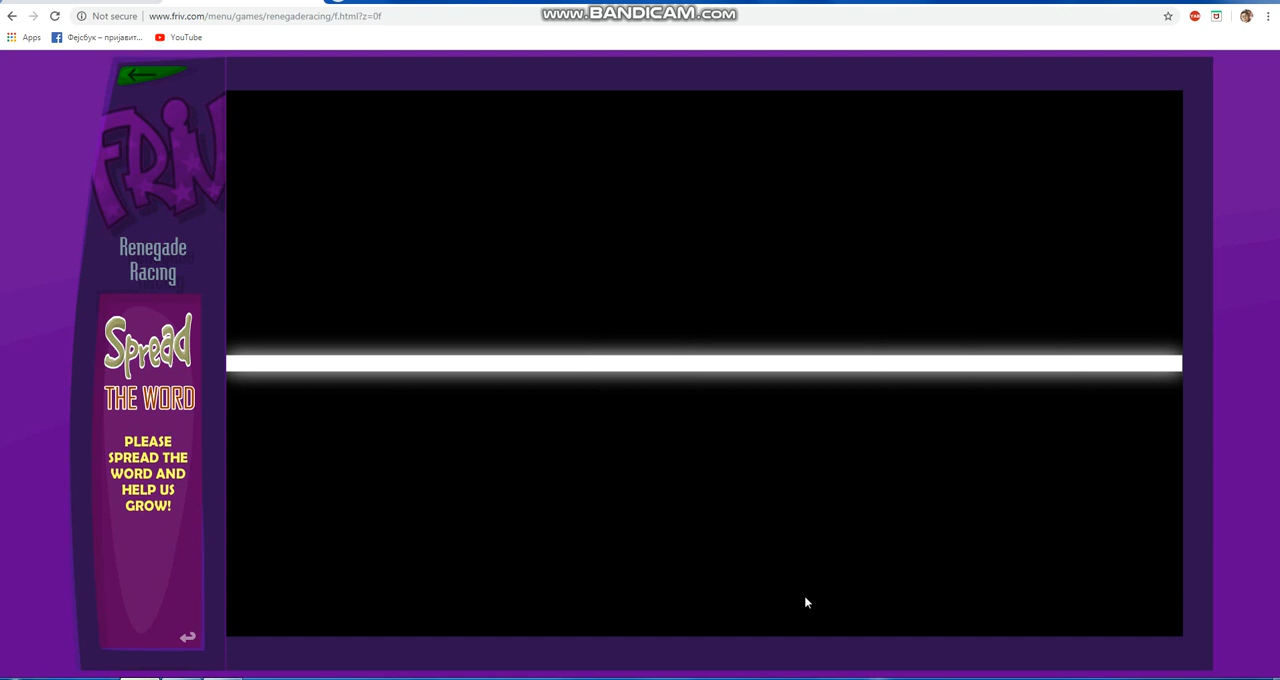 www.BANDICAM.com
Not secure | www.friv.com/menu/games/renegaderacing/f.html?z=0f
Apps Фејсбук – пријавит... YouTube
FRIV
Renegade
Racing
Spread
THE WORD
PLEASE
SPREAD THE
WORD AND
HELP US
GROW!